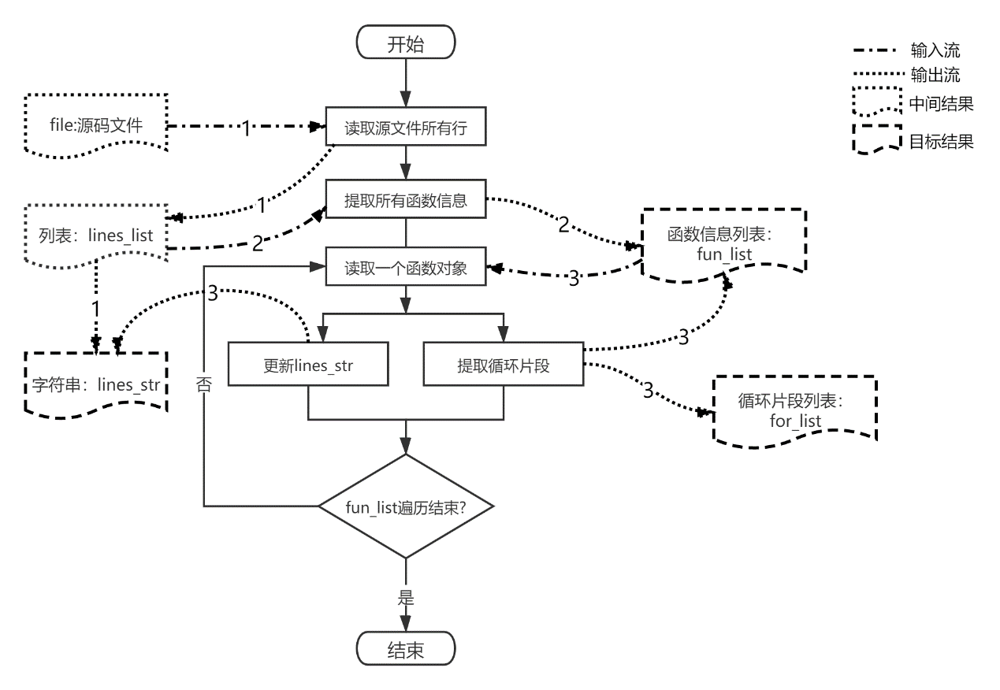 开始
输入流
输出流
中间结果
目标结果
file:源码文件
1
读取源文件所有行
1
提取所有函数信息
列表：lines_list
2
2
函数信息列表：
fun_list
读取一个函数对象
3
3
1
3
更新lines_str
提取循环片段
字符串：lines_str
否
3
循环片段列表：
for_list
fun_list遍历结束?
是
结束